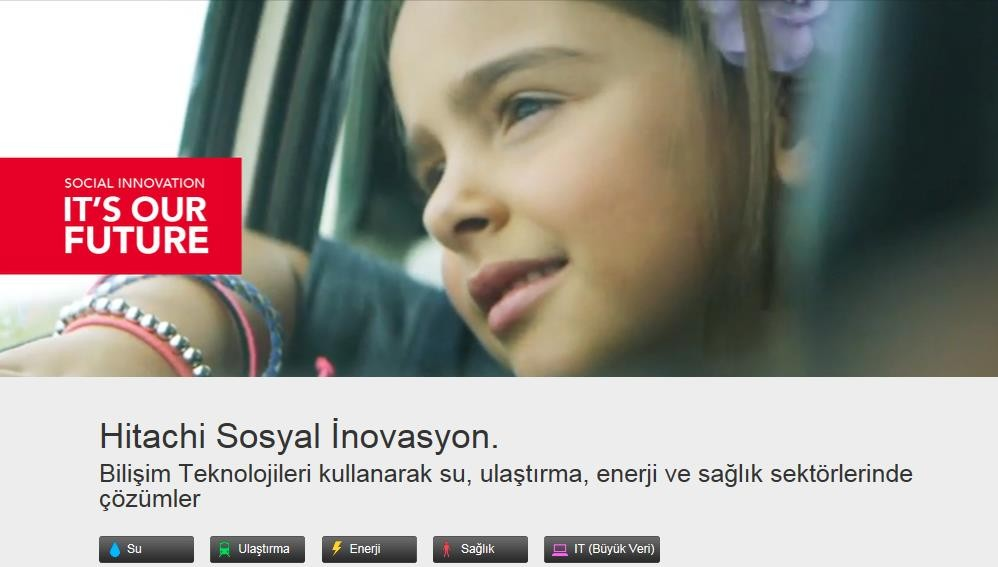 SOCIAL INNOVATION
IT'S OUR
FUTURE
Hitachi Sosyal İnovasyon.
Bilişim Teknolojileri kullanarak su, ulaştırma, enerji ve sağlık sektörlerinde
çözümler
Su Ulaştırma Enerji Sağlık IT (Büyük Veri)